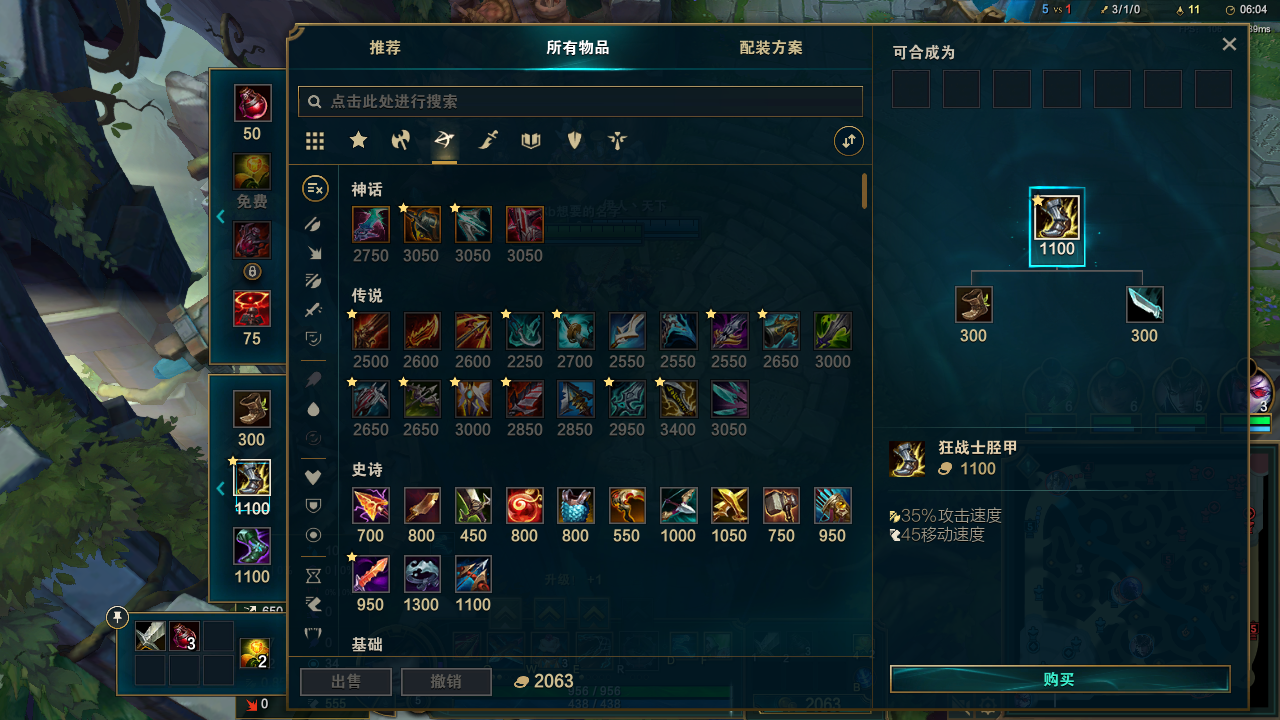 5 vs 1 3/1/0 11 06:04
推荐 所有物品 配装方案
点击此处进行搜索
50
免费
75
300
1100
1100
3
2
0
神话
2750 3050 3050 3050
传说
2500 2600 2600 2250 2700 2550 2550 2550 2650 3000
2650 2650 3000 2850 2850 2950 3400 3050
史诗
700 800 450 800 800 550 1000 1050 750 950
950 1300 1100
基础
出售 撤销 2063
可合成为
1100
300 300
狂战士胫甲
1100
35%攻击速度
45移动速度
购买
3